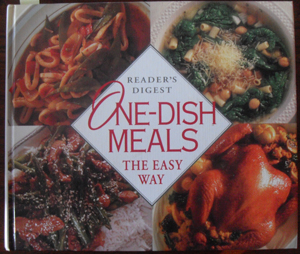 READER'S
DIGEST
ONE-DISH
MEALS
THE EASY
WAY